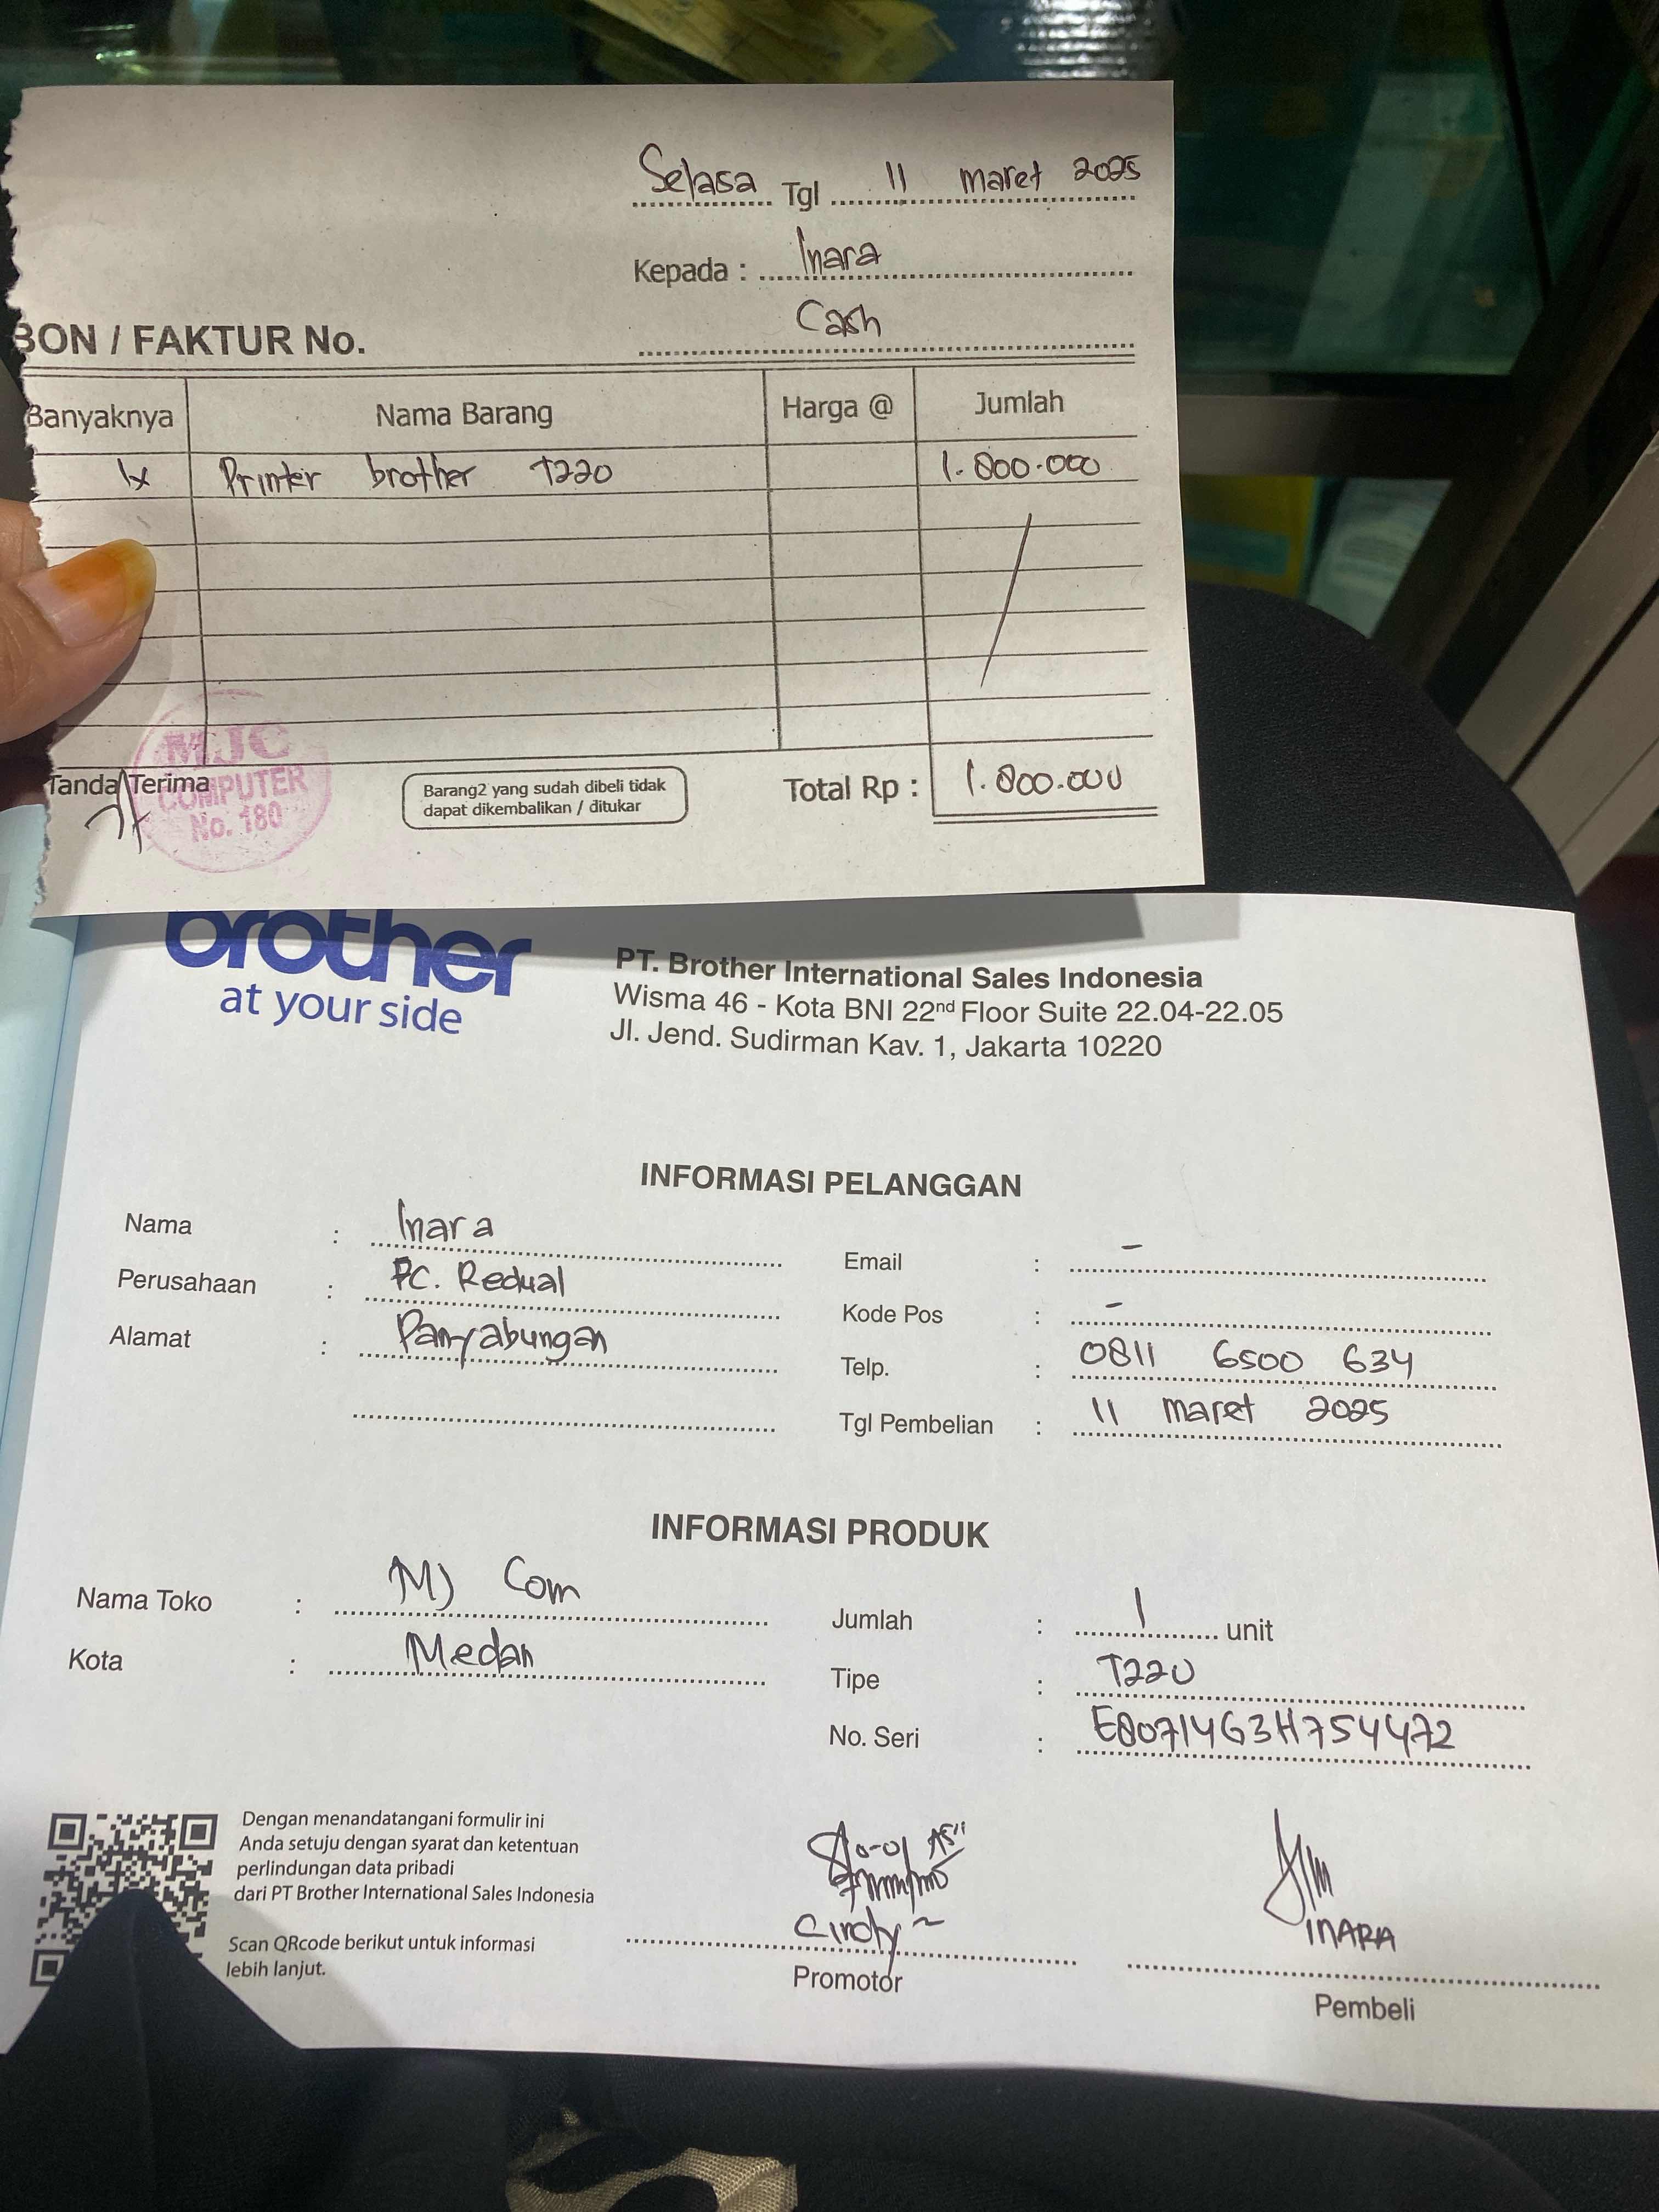 Selasa Tgl 11 maret 2025
Kepada : Inara
Cash
BON / FAKTUR No.
Banyaknya Nama Barang Harga @ Jumlah
1x Printer brother T220 1.800.000
Tanda Terima
MJC
COMPUTER
No. 180
Barang2 yang sudah dibeli tidak
dapat dikembalikan / ditukar
Total Rp : 1.800.000
brother
at your side
PT. Brother International Sales Indonesia
Wisma 46 - Kota BNI 22nd Floor Suite 22.04-22.05
Jl. Jend. Sudirman Kav. 1, Jakarta 10220
INFORMASI PELANGGAN
Nama : Inara
Perusahaan : PC. Redual
Alamat : Panyabungan
Email : -
Kode Pos : -
Telp. : 0811 6500 634
Tgl Pembelian : 11 maret 2025
INFORMASI PRODUK
Nama Toko : MJ Com
Kota : Medan
Jumlah : 1 unit
Tipe : T220
No. Seri : E80714G3H754472
Dengan menandatangani formulir ini
Anda setuju dengan syarat dan ketentuan
perlindungan data pribadi
dari PT Brother International Sales Indonesia
Scan QRcode berikut untuk informasi
lebih lanjut.
Cindy
Promotor
INARA
Pembeli